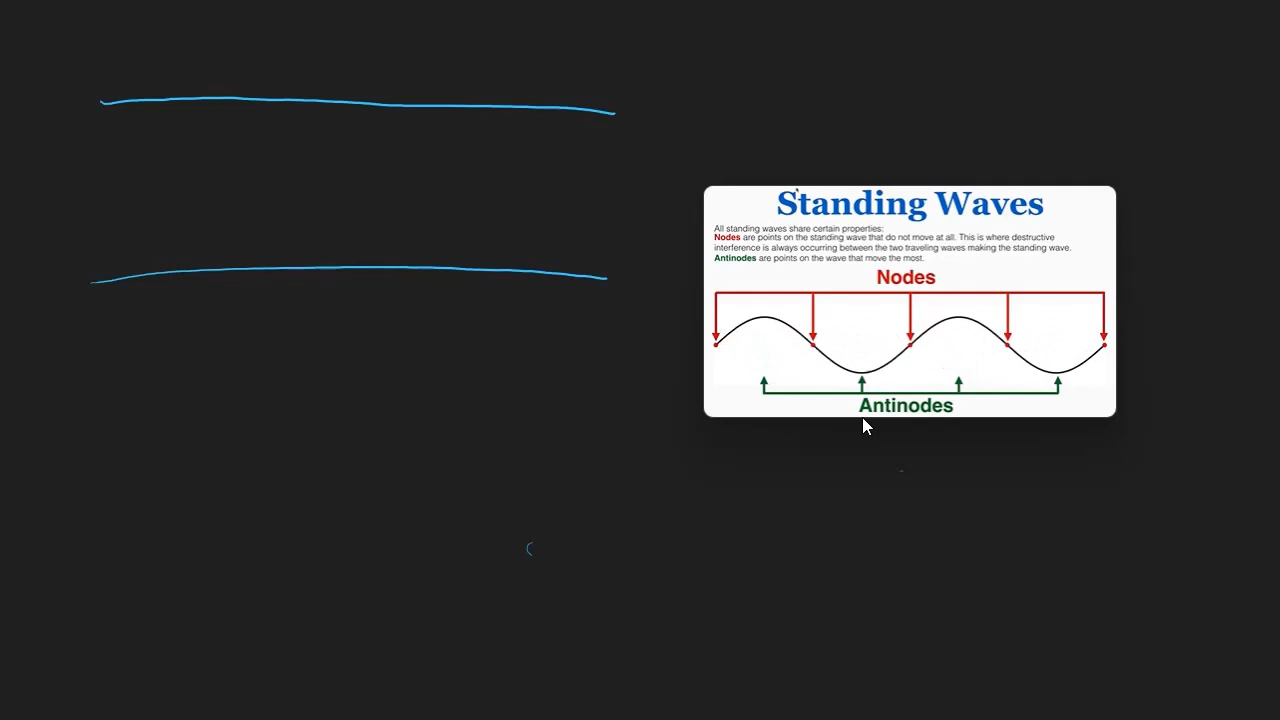 Standing Waves
All standing waves share certain properties:
Nodes are points on the standing wave that do not move at all. This is where destructive
interference is always occurring between the two traveling waves making the standing wave.
Antinodes are points on the wave that move the most.
Nodes
Antinodes